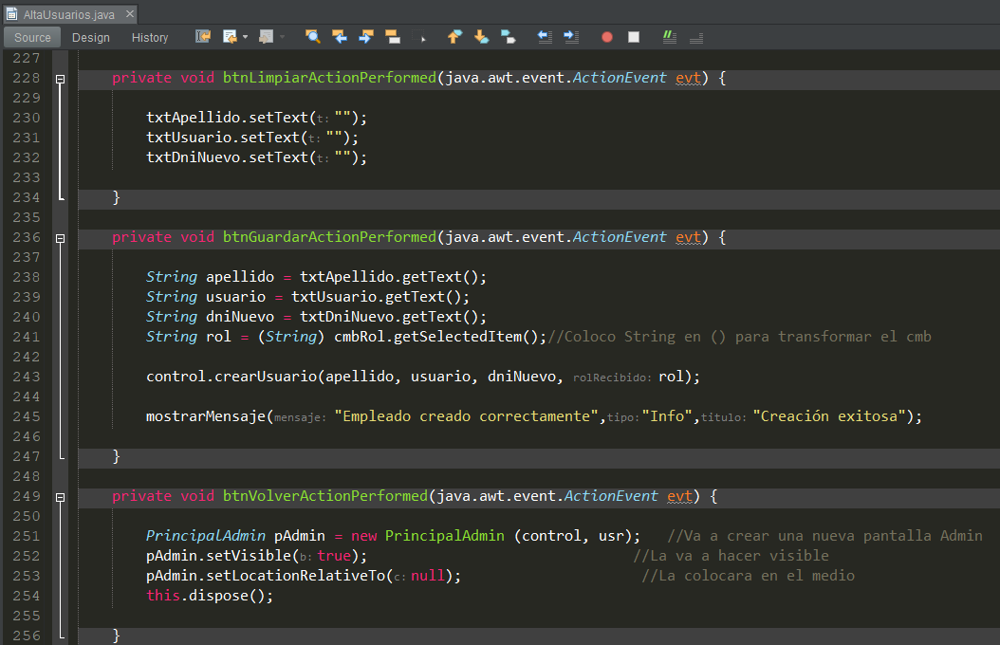 AltaUsuarios.java
Source Design History
227
228 private void btnLimpiarActionPerformed(java.awt.event.ActionEvent evt) {
229
230 txtApellido.setText(t: "");
231 txtUsuario.setText(t: "");
232 txtDniNuevo.setText(t: "");
233
234 }
235
236 private void btnGuardarActionPerformed(java.awt.event.ActionEvent evt) {
237
238 String apellido = txtApellido.getText();
239 String usuario = txtUsuario.getText();
240 String dniNuevo = txtDniNuevo.getText();
241 String rol = (String) cmbRol.getSelectedItem();//Coloco String en () para transformar el cmb
242
243 control.crearUsuario(apellido, usuario, dniNuevo, rolRecibido: rol);
244
245 mostrarMensaje(mensaje: "Empleado creado correctamente",tipo:"Info",titulo: "Creación exitosa");
246
247 }
248
249 private void btnVolverActionPerformed(java.awt.event.ActionEvent evt) {
250
251 PrincipalAdmin pAdmin = new PrincipalAdmin (control, usr); //Va a crear una nueva pantalla Admin
252 pAdmin.setVisible(b: true); //La va a hacer visible
253 pAdmin.setLocationRelativeTo(c: null); //La colocara en el medio
254 this.dispose();
255
256 }